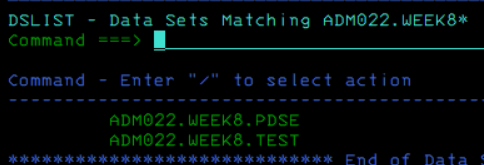 DSLIST - Data Sets Matching ADM022.WEEK8*
Command ===>
Command - Enter "/" to select action
----------------------------------------------------------
ADM022.WEEK8.PDSE
ADM022.WEEK8.TEST
***************************** End of Data S